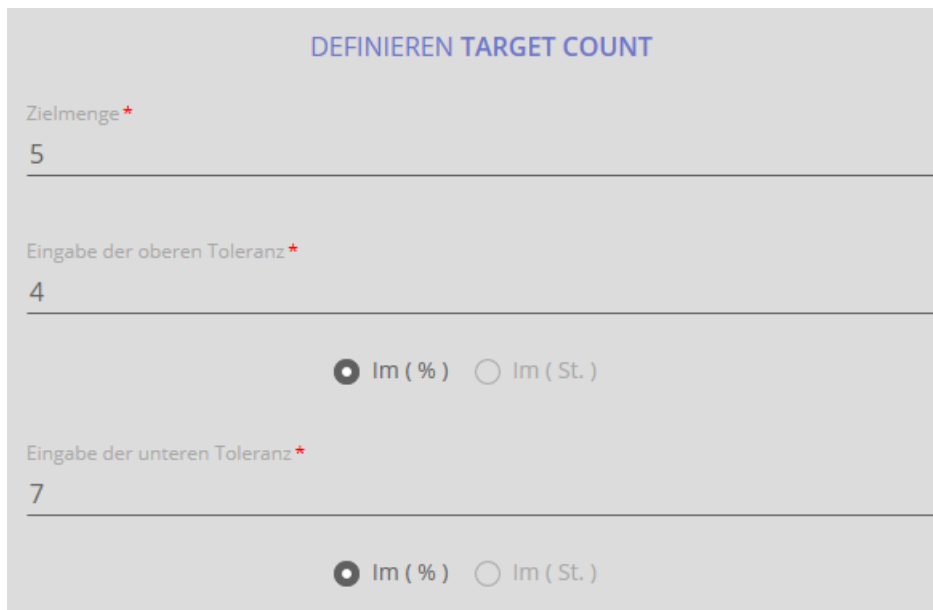 DEFINIEREN TARGET COUNT
Zielmenge *
5
Eingabe der oberen Toleranz *
4
Im ( % ) Im ( St. )
Eingabe der unteren Toleranz *
7
Im ( % ) Im ( St. )